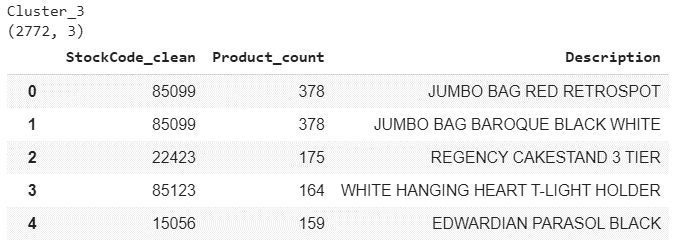 Cluster_3
(2772, 3)
StockCode_clean Product_count Description
0 85099 378 JUMBO BAG RED RETROSPOT
1 85099 378 JUMBO BAG BAROQUE BLACK WHITE
2 22423 175 REGENCY CAKESTAND 3 TIER
3 85123 164 WHITE HANGING HEART T-LIGHT HOLDER
4 15056 159 EDWARDIAN PARASOL BLACK